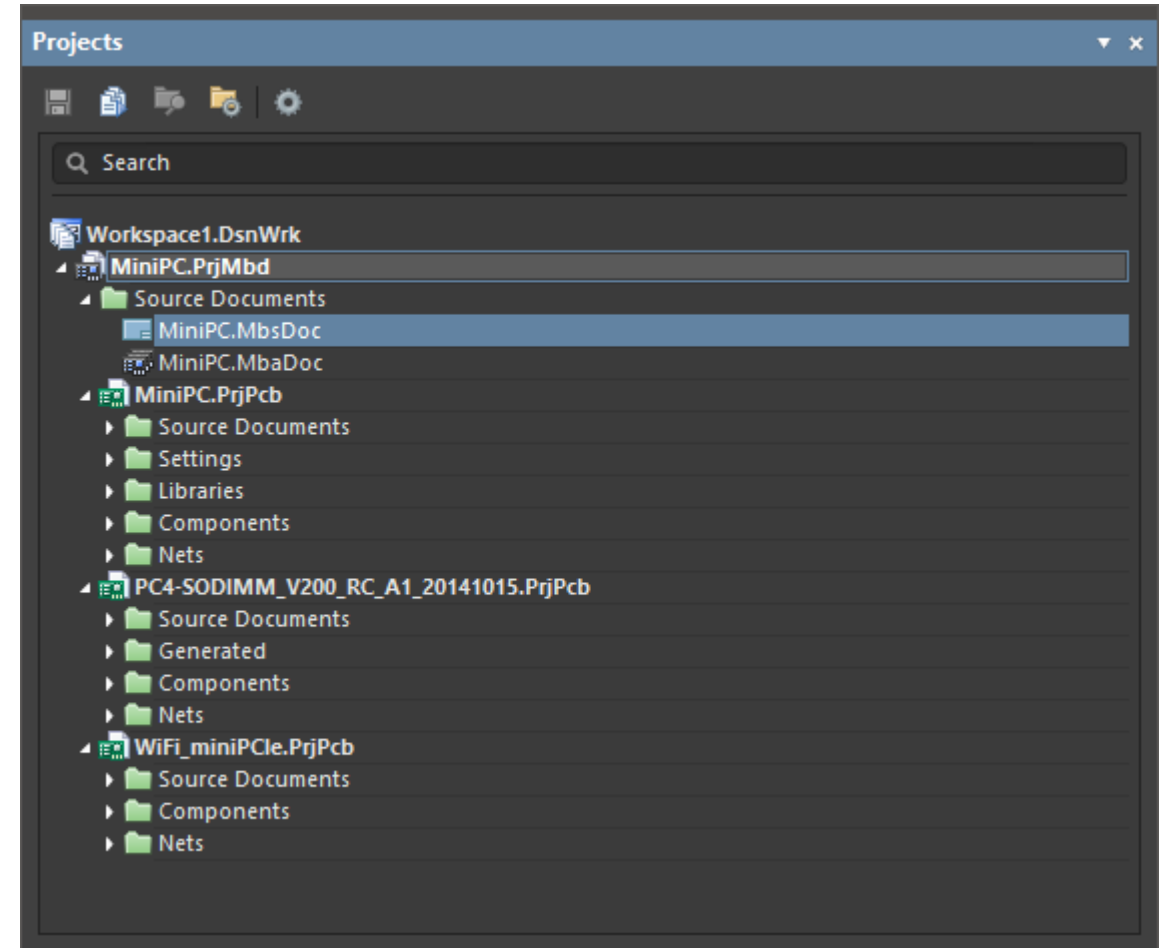 Projects
Search
Workspace1.DsnWrk
MiniPC.PrjMbd
Source Documents
MiniPC.MbsDoc
MiniPC.MbaDoc
MiniPC.PrjPcb
Source Documents
Settings
Libraries
Components
Nets
PC4-SODIMM_V200_RC_A1_20141015.PrjPcb
Source Documents
Generated
Components
Nets
WiFi_miniPCIe.PrjPcb
Source Documents
Components
Nets